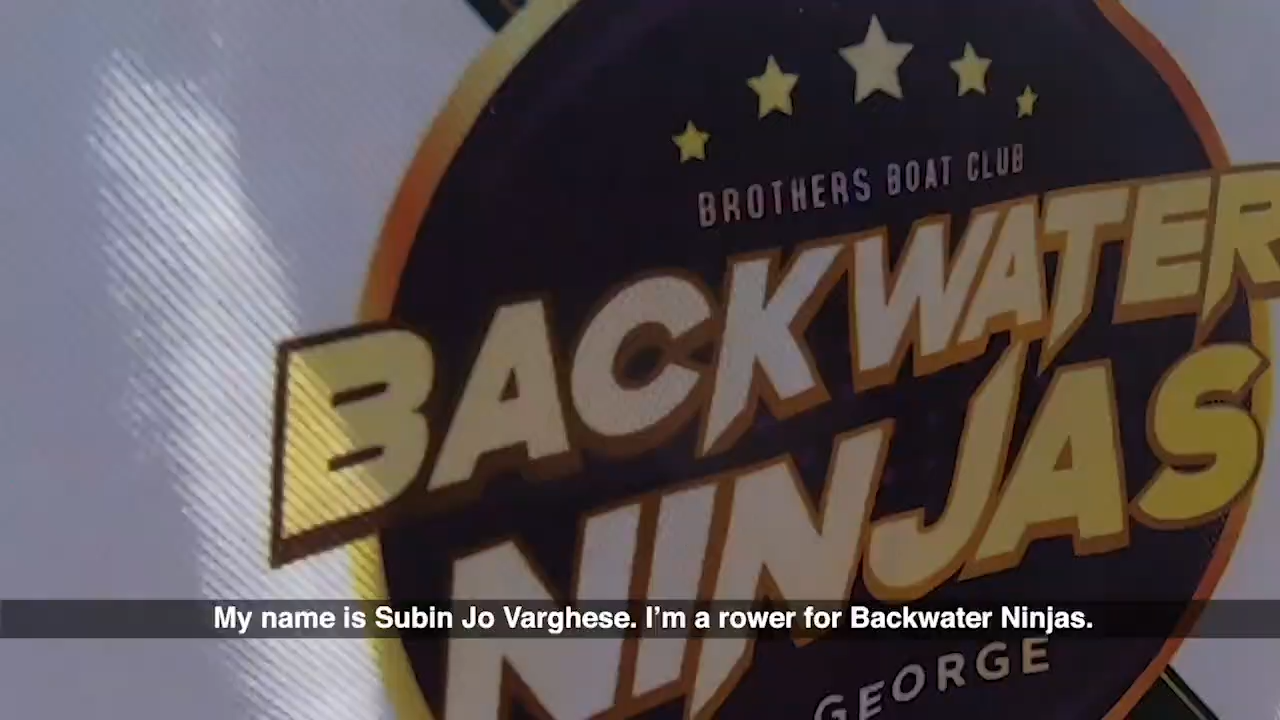 BROTHERS BOAT CLUB
BACKWATER
NINJAS
My name is Subin Jo Varghese. I’m a rower for Backwater Ninjas.
GEORGE